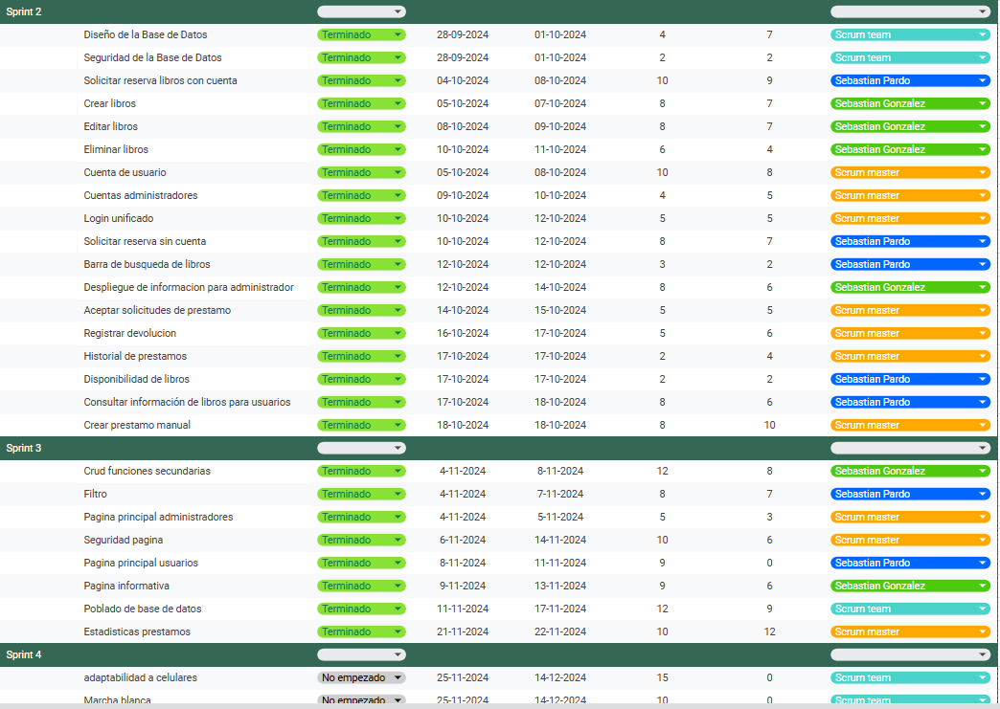 Sprint 2
Diseño de la Base de Datos Terminado 28-09-2024 01-10-2024 4 7 Scrum team
Seguridad de la Base de Datos Terminado 28-09-2024 01-10-2024 2 2 Scrum team
Solicitar reserva libros con cuenta Terminado 04-10-2024 08-10-2024 10 9 Sebastian Pardo
Crear libros Terminado 05-10-2024 07-10-2024 8 7 Sebastian Gonzalez
Editar libros Terminado 08-10-2024 09-10-2024 8 7 Sebastian Gonzalez
Eliminar libros Terminado 10-10-2024 11-10-2024 6 4 Sebastian Gonzalez
Cuenta de usuario Terminado 05-10-2024 08-10-2024 10 8 Scrum master
Cuentas administradores Terminado 09-10-2024 10-10-2024 4 5 Scrum master
Login unificado Terminado 10-10-2024 12-10-2024 5 5 Scrum master
Solicitar reserva sin cuenta Terminado 10-10-2024 12-10-2024 8 7 Sebastian Pardo
Barra de busqueda de libros Terminado 12-10-2024 12-10-2024 3 2 Sebastian Pardo
Despliegue de informacion para administrador Terminado 12-10-2024 14-10-2024 8 6 Sebastian Gonzalez
Aceptar solicitudes de prestamo Terminado 14-10-2024 15-10-2024 5 5 Scrum master
Registrar devolucion Terminado 16-10-2024 17-10-2024 5 6 Scrum master
Historial de prestamos Terminado 17-10-2024 17-10-2024 2 4 Scrum master
Disponibilidad de libros Terminado 17-10-2024 17-10-2024 2 2 Sebastian Pardo
Consultar información de libros para usuarios Terminado 17-10-2024 18-10-2024 8 6 Sebastian Pardo
Crear prestamo manual Terminado 18-10-2024 18-10-2024 8 10 Scrum master
Sprint 3
Crud funciones secundarias Terminado 4-11-2024 8-11-2024 12 8 Sebastian Gonzalez
Filtro Terminado 4-11-2024 7-11-2024 8 7 Sebastian Pardo
Pagina principal administradores Terminado 4-11-2024 5-11-2024 5 3 Scrum master
Seguridad pagina Terminado 6-11-2024 14-11-2024 10 6 Scrum master
Pagina principal usuarios Terminado 8-11-2024 11-11-2024 9 0 Sebastian Pardo
Pagina informativa Terminado 9-11-2024 13-11-2024 9 6 Sebastian Gonzalez
Poblado de base de datos Terminado 11-11-2024 17-11-2024 12 9 Scrum team
Estadisticas prestamos Terminado 21-11-2024 22-11-2024 10 12 Scrum master
Sprint 4
adaptabilidad a celulares No empezado 25-11-2024 14-12-2024 15 0 Scrum team
Marcha blanca No empezado 25-11-2024 14-12-2024 10 0 Scrum team